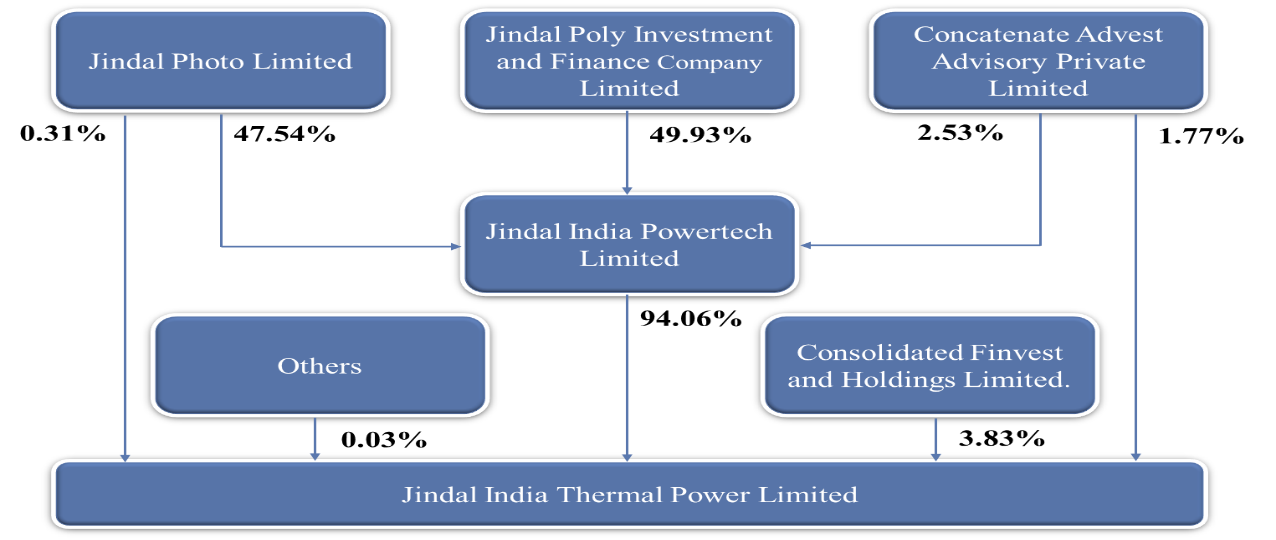 Jindal Photo Limited
Jindal Poly Investment
and Finance Company
Limited
Concatenate Advest
Advisory Private
Limited
0.31%
47.54%
49.93%
2.53%
1.77%
Jindal India Powertech
Limited
94.06%
Others
Consolidated Finvest
and Holdings Limited.
0.03%
3.83%
Jindal India Thermal Power Limited